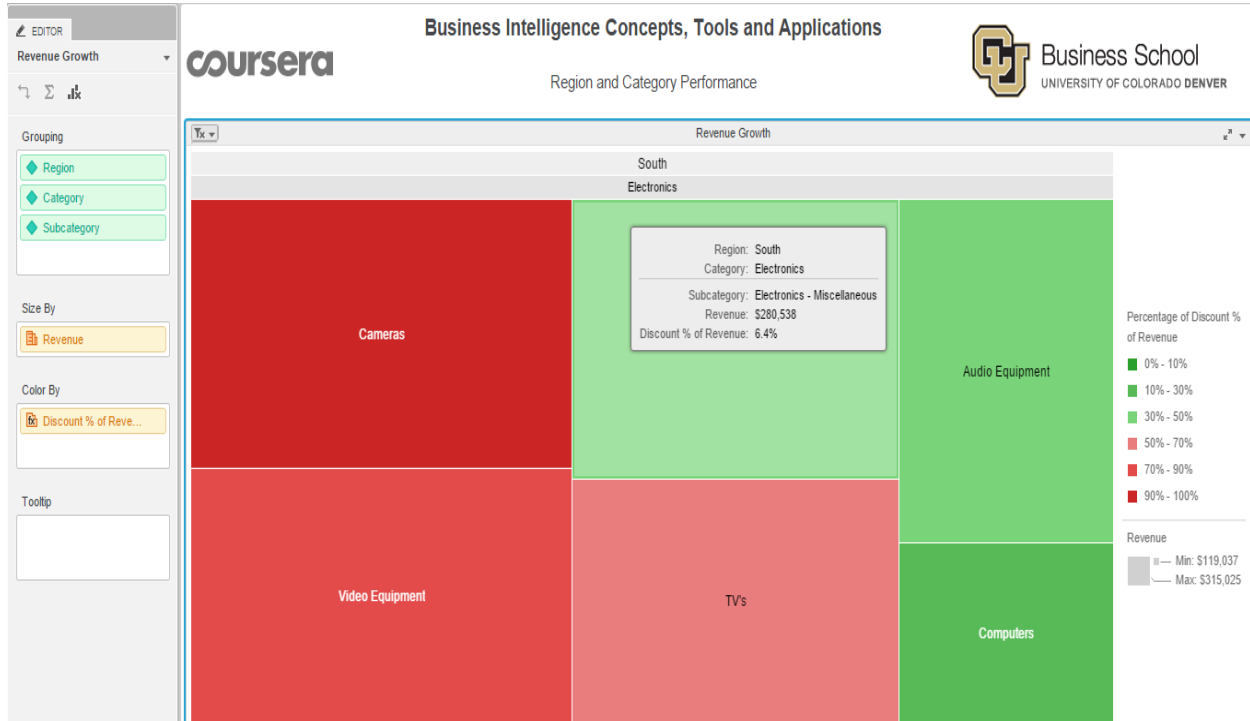 EDITOR
Revenue Growth
Grouping
Region
Category
Subcategory
Size By
Revenue
Color By
Discount % of Reve...
Tooltip
coursera
Business Intelligence Concepts, Tools and Applications
Region and Category Performance
CU
Business School
UNIVERSITY OF COLORADO DENVER
Revenue Growth
South
Electronics
Cameras
Region: South
Category: Electronics
Subcategory: Electronics - Miscellaneous
Revenue: $280,538
Discount % of Revenue: 6.4%
Audio Equipment
Video Equipment
TV's
Computers
Percentage of Discount %
of Revenue
0% - 10%
10% - 30%
30% - 50%
50% - 70%
70% - 90%
90% - 100%
Revenue
Min: $119,037
Max: $315,025